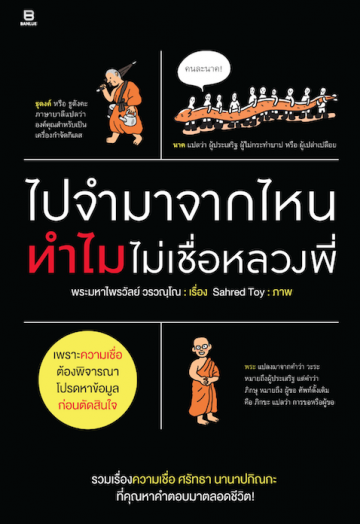 BANLUE
คนละนาค!
ธุดงค์ หรือ ธูตังคะ
ภาษาบาลีแปลว่า
องค์คุณสำหรับเป็น
เครื่องกำจัดกิเลส
นาค แปลว่า ผู้ประเสริฐ ผู้ไม่กระทำบาป หรือ ผู้เปล่าเปลือย
ไปจำมาจากไหน
ทำไมไม่เชื่อหลวงพี่
พระมหาไพรวัลย์ วรวณฺโณ : เรื่อง Sahred Toy : ภาพ
เพราะความเชื่อ
ต้องพิจารณา
โปรดหาข้อมูล
ก่อนตัดสินใจ
พระ แปลงมาจากคำว่า วะระ
หมายถึงผู้ประเสริฐ แต่คำว่า
ภิกษุ หมายถึง ผู้ขอ ศัพท์ดั้งเดิม
คือ ภิกขะ แปลว่า การขอหรือผู้ขอ
รวมเรื่องความเชื่อ ศรัทธา นานาปกิณกะ
ที่คุณหาคำตอบมาตลอดชีวิต!